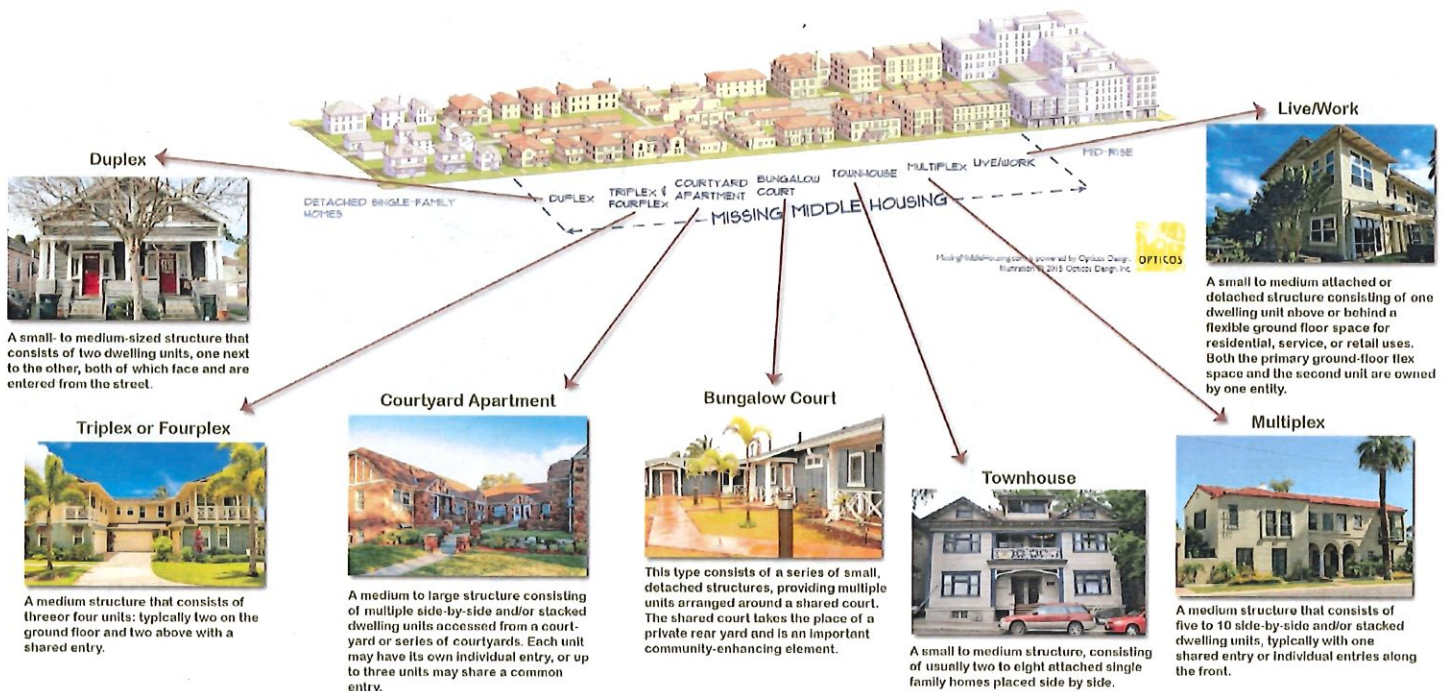 Live/Work
Duplex
MID-RISE
LIVE/WORK
MULTIPLEX
TOWNHOUSE
BUNGALOW
COURT
COURTYARD
APARTMENT
TRIPLEX &
FOURPLEX
DUPLEX
DETACHED SINGLE-FAMILY
HOMES
MISSING MIDDLE HOUSING
MissingMiddleHousing.com is powered by Opticos Design.
Illustration © 2015 Opticos Design, Inc.
OPTICOS
A small to medium attached or
detached structure consisting of one
dwelling unit above or behind a
flexible ground floor space for
residential, service, or retail uses.
Both the primary ground-floor flex
space and the second unit are owned
by one entity.
A small- to medium-sized structure that
consists of two dwelling units, one next
to the other, both of which face and are
entered from the street.
Triplex or Fourplex
A medium structure that consists of
threeor four units: typically two on the
ground floor and two above with a
shared entry.
Courtyard Apartment
A medium to large structure consisting
of multiple side-by-side and/or stacked
dwelling units accessed from a court-
yard or series of courtyards. Each unit
may have its own individual entry, or up
to three units may share a common
entry.
Bungalow Court
This type consists of a series of small,
detached structures, providing multiple
units arranged around a shared court.
The shared court takes the place of a
private rear yard and is an important
community-enhancing element.
Townhouse
A small to medium structure, consisting
of usually two to eight attached single
family homes placed side by side.
Multiplex
A medium structure that consists of
five to 10 side-by-side and/or stacked
dwelling units, typically with one
shared entry or individual entries along
the front.